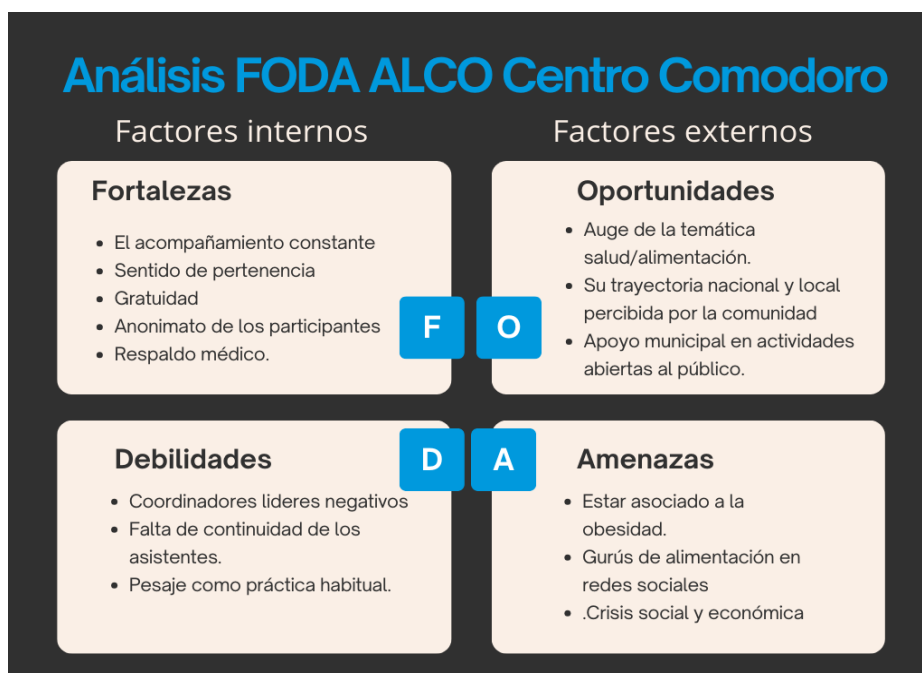 Análisis FODA ALCO Centro Comodoro
Factores internos
Factores externos
Fortalezas
• El acompañamiento constante
• Sentido de pertenencia
• Gratuidad
• Anonimato de los participantes
• Respaldo médico.
F
Oportunidades
• Auge de la temática
salud/alimentación.
• Su trayectoria nacional y local
percibida por la comunidad
• Apoyo municipal en actividades
abiertas al público.
O
Debilidades
• Coordinadores lideres negativos
• Falta de continuidad de los
asistentes.
• Pesaje como práctica habitual.
D
Amenazas
• Estar asociado a la
obesidad.
• Gurús de alimentación en
redes sociales
• .Crisis social y económica
A